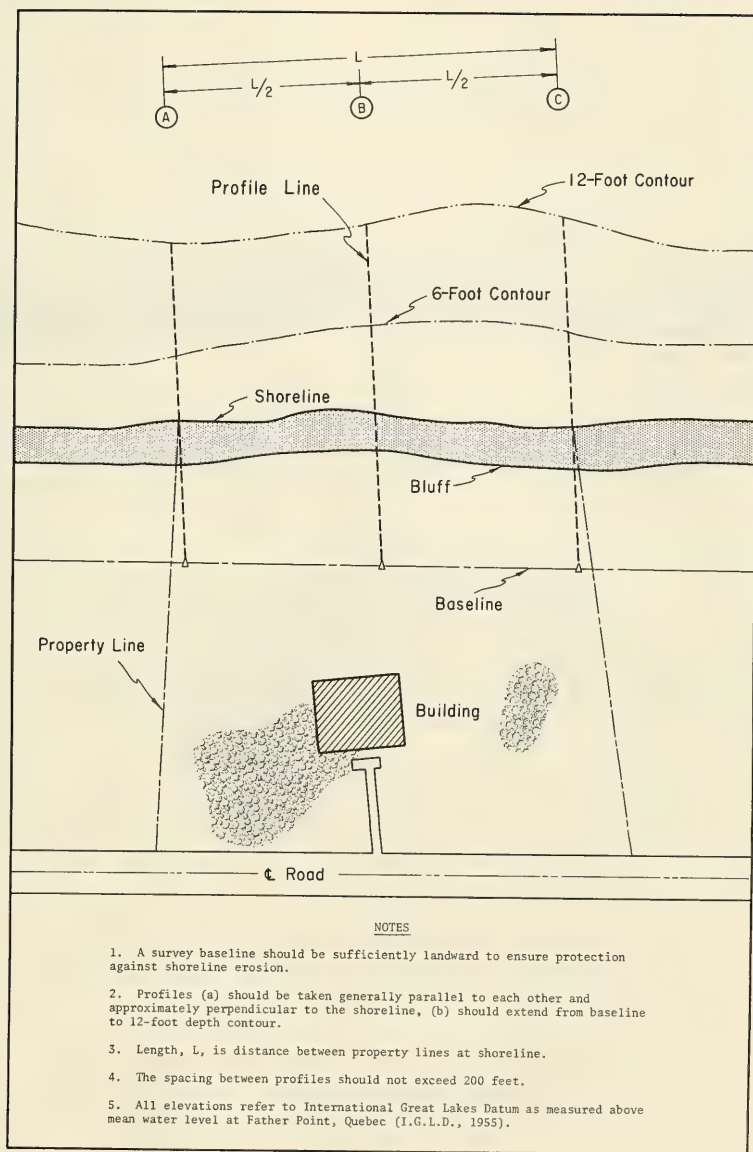 L
L/2
L/2
A
B
C
12-Foot Contour
Profile Line
6-Foot Contour
Shoreline
Bluff
Baseline
Property Line
Building
℄ Road
NOTES
1. A survey baseline should be sufficiently landward to ensure protection
against shoreline erosion.
2. Profiles (a) should be taken generally parallel to each other and
approximately perpendicular to the shoreline, (b) should extend from baseline
to 12-foot depth contour.
3. Length, L, is distance between property lines at shoreline.
4. The spacing between profiles should not exceed 200 feet.
5. All elevations refer to International Great Lakes Datum as measured above
mean water level at Father Point, Quebec (I.G.L.D., 1955).